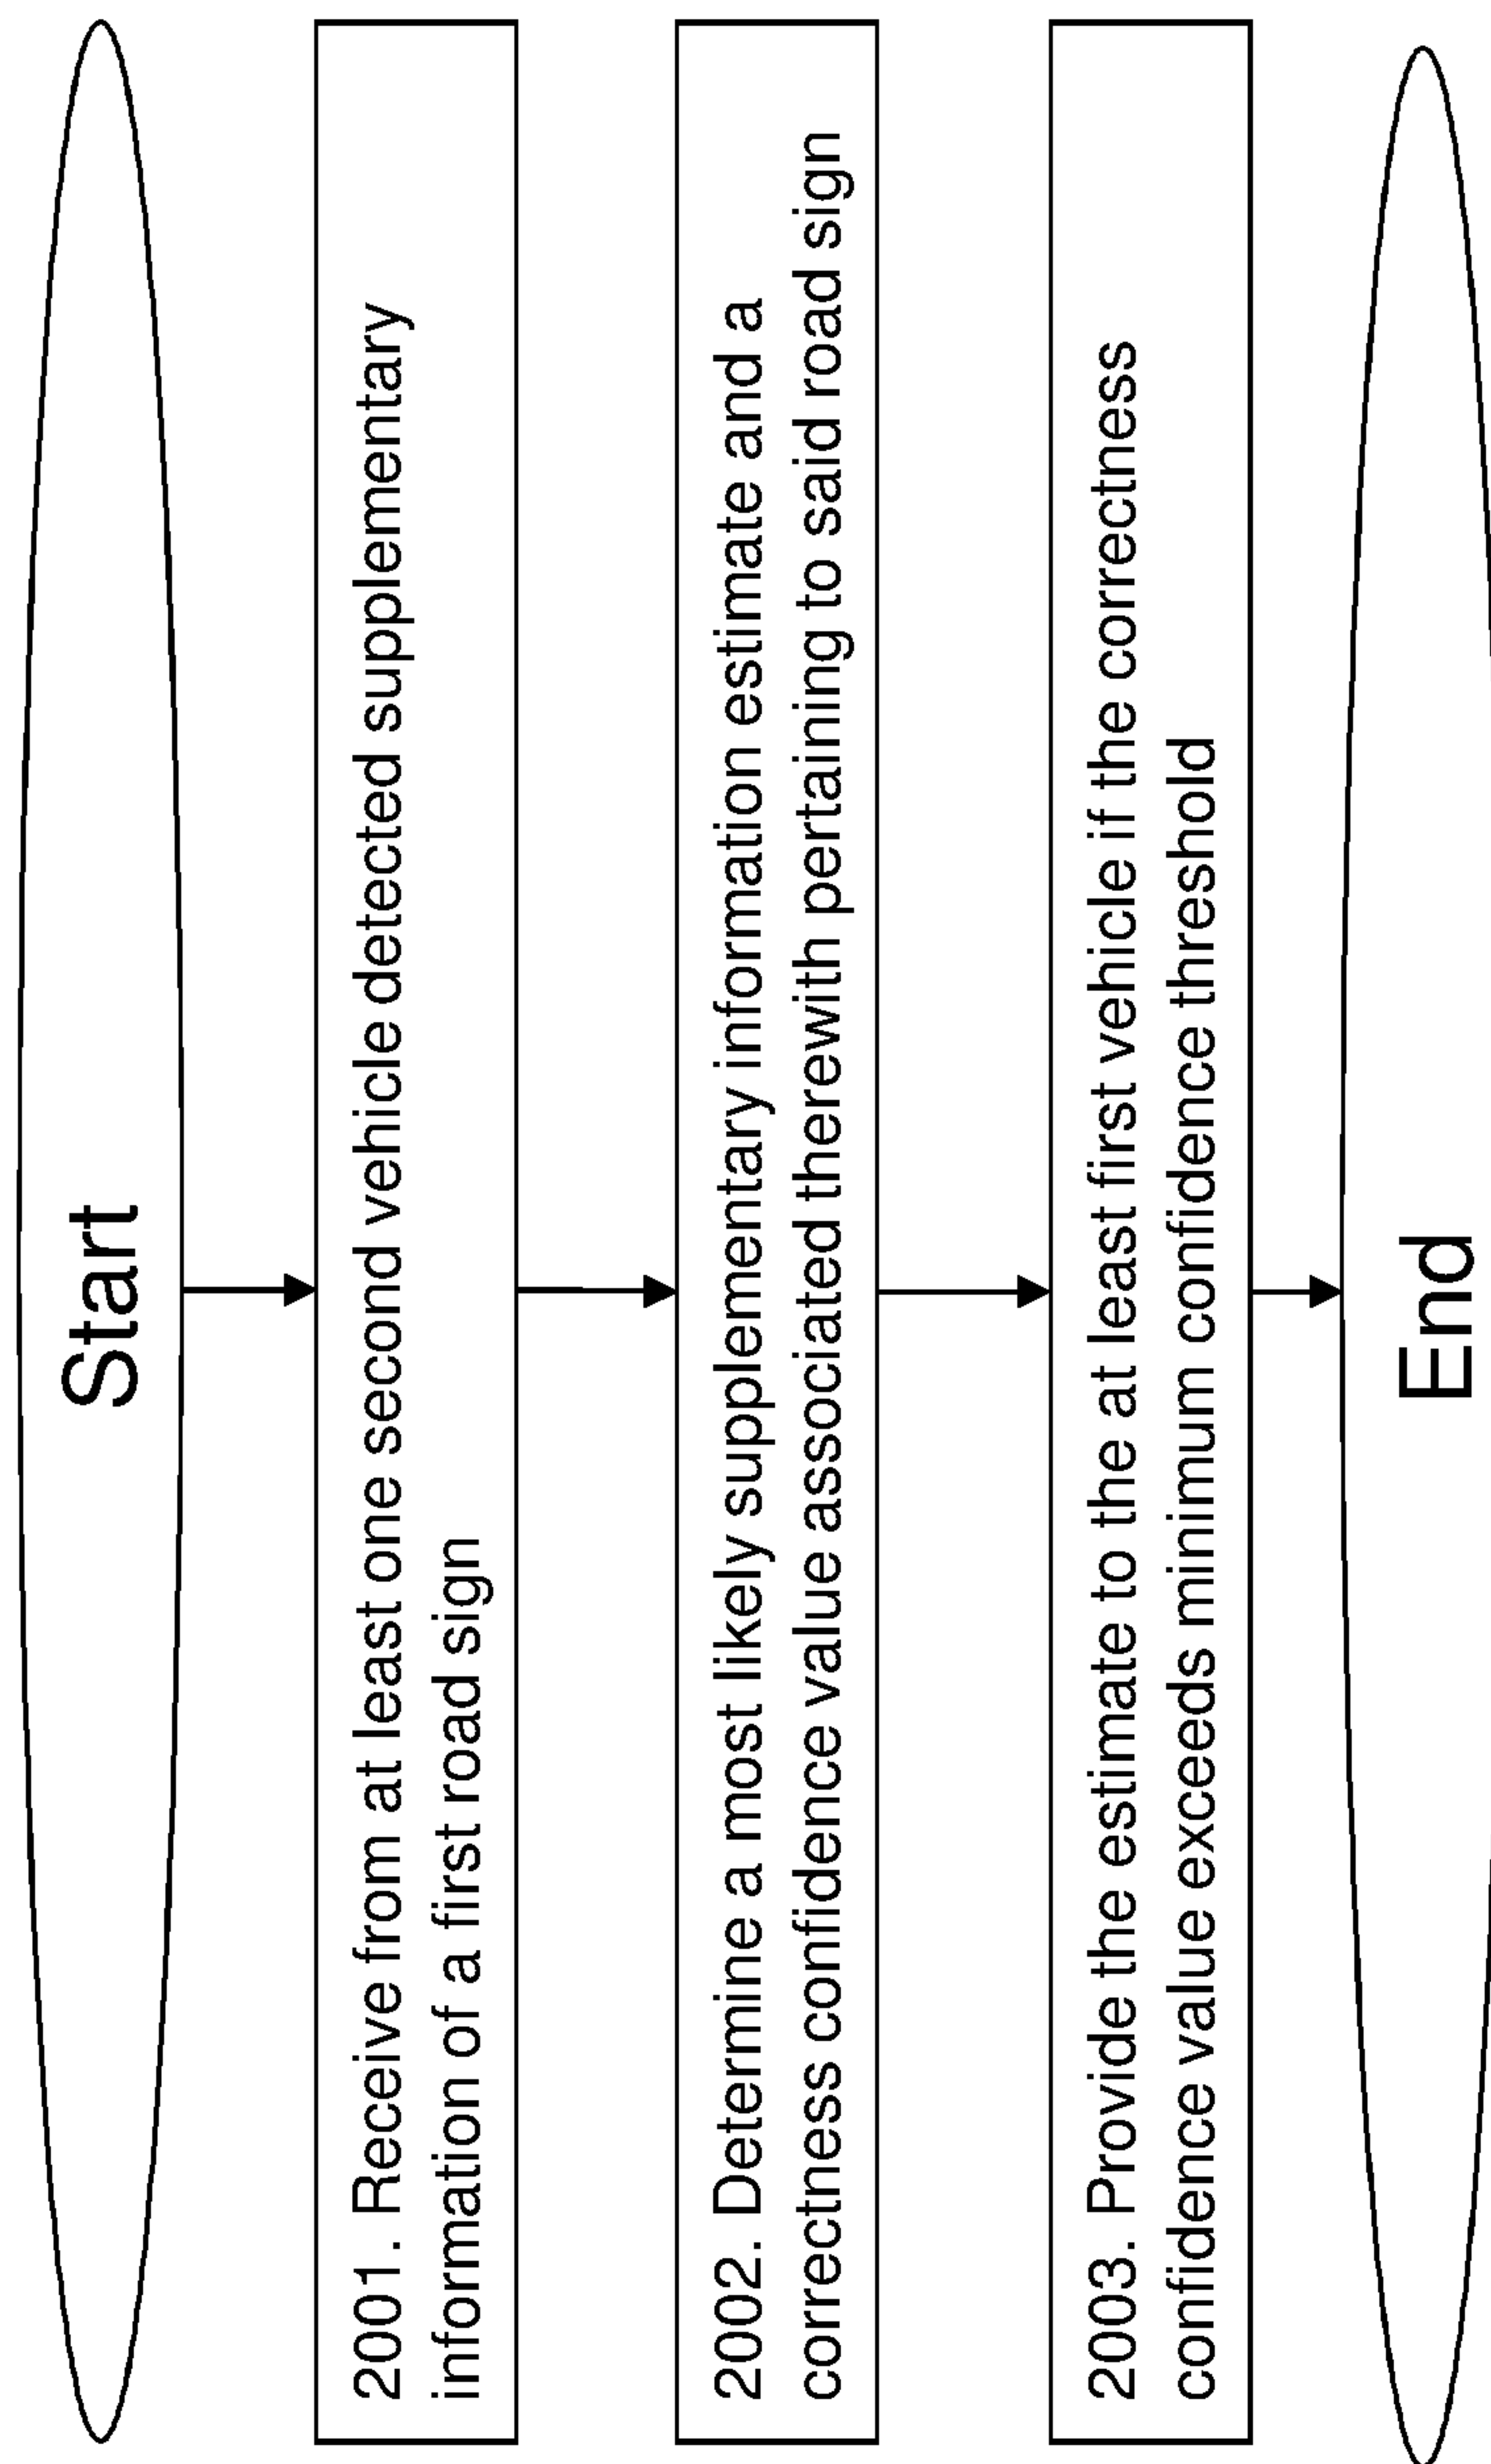 Start
2001. Receive from at least one second vehicle detected supplementary
information of a first road sign
2002. Determine a most likely supplementary information estimate and a
correctness confidence value associated therewith pertaining to said road sign
2003. Provide the estimate to the at least first vehicle if the correctness
confidence value exceeds minimum confidence threshold
End